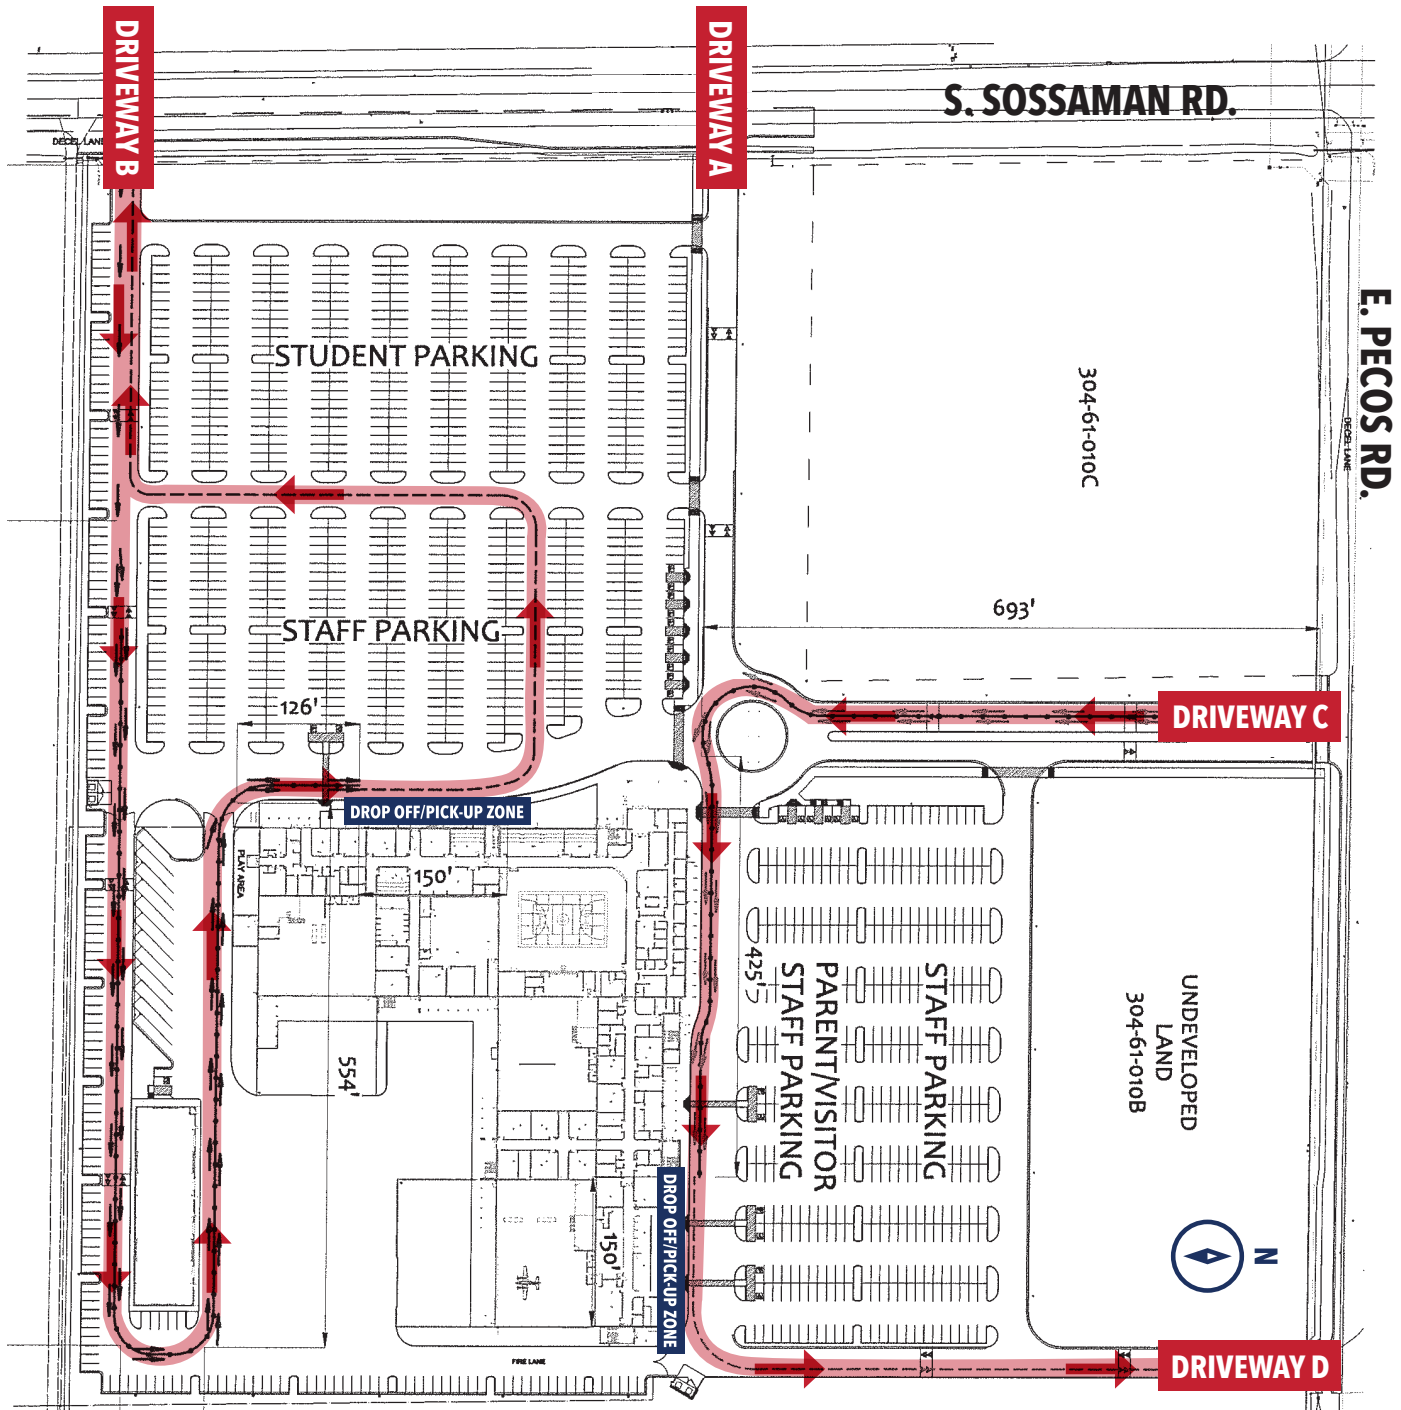 DRIVEWAY B
DRIVEWAY A
S. SOSSAMAN RD.
DECEL LANE
E. PECOS RD.
DECEL LANE
STUDENT PARKING
304-61-010C
693'
STAFF PARKING
126'
DRIVEWAY C
DROP OFF/PICK-UP ZONE
PLAY AREA
150'
425'
PARENT/VISITOR
STAFF PARKING
STAFF PARKING
UNDEVELOPED
LAND
304-61-010B
554'
150'
DROP OFF/PICK-UP ZONE
N
FIRE LANE
DRIVEWAY D